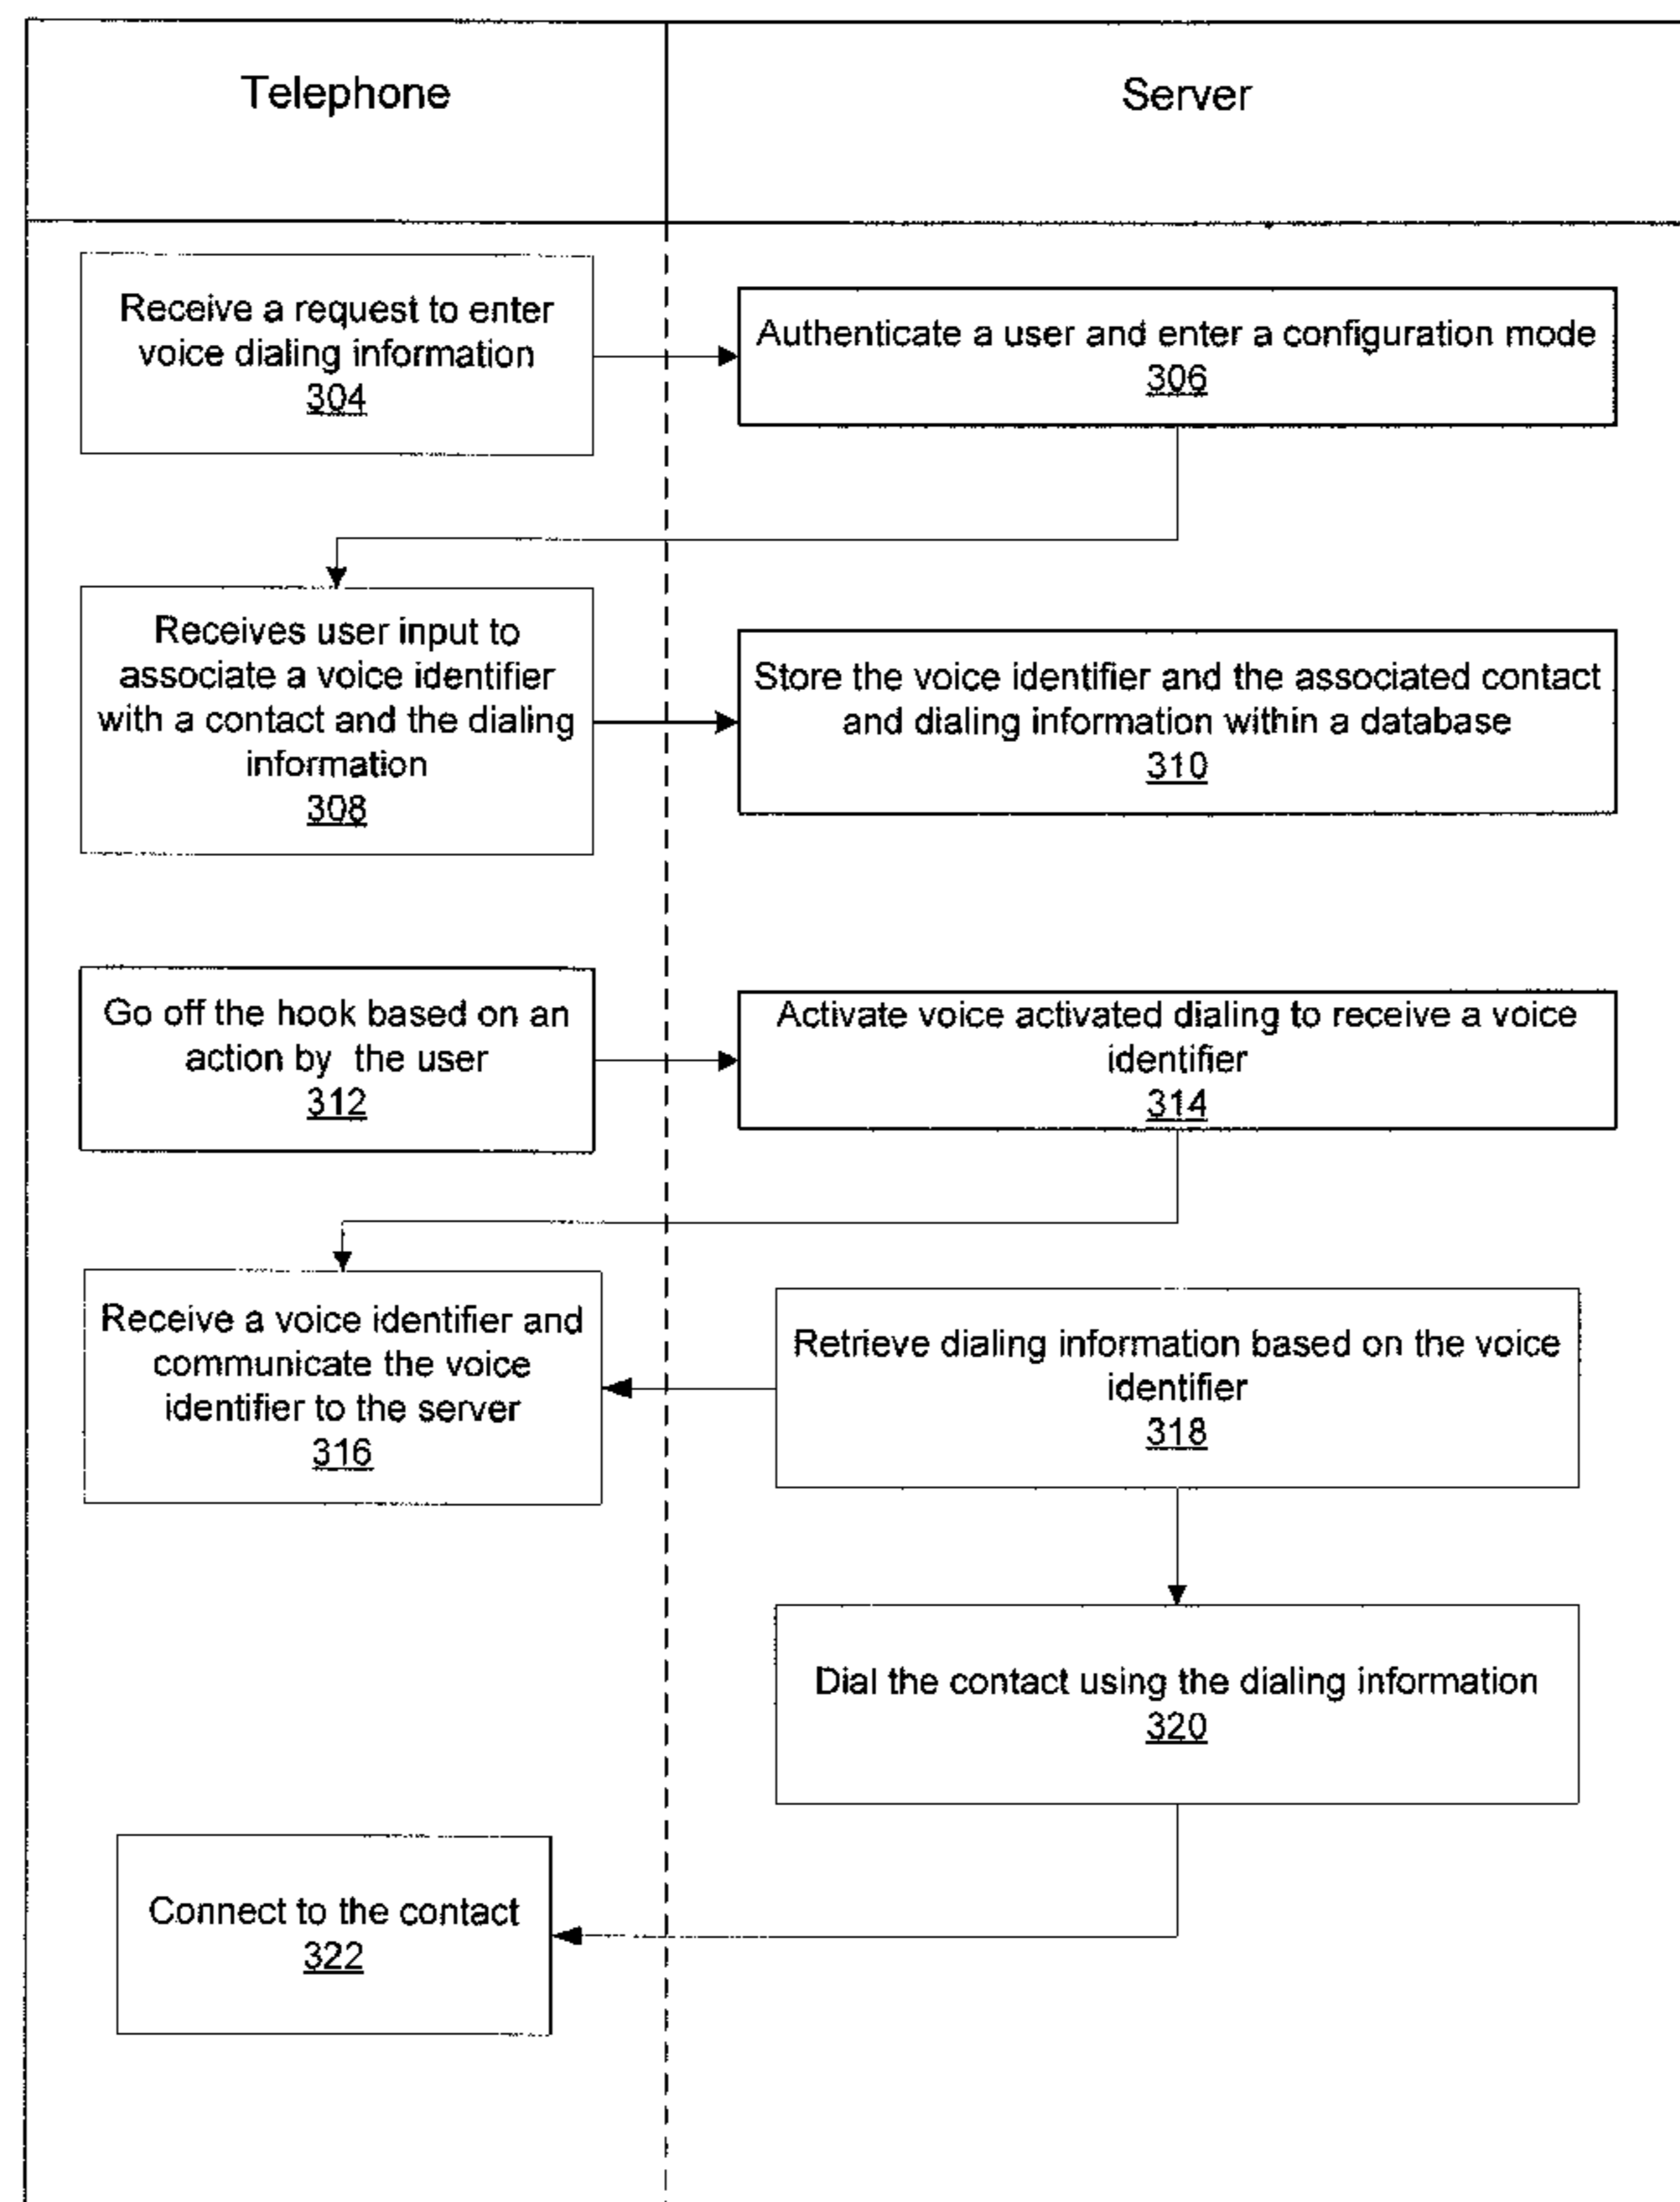 Telephone
Server
Receive a request to enter
voice dialing information
304
Authenticate a user and enter a configuration mode
306
Receives user input to
associate a voice identifier
with a contact and the dialing
information
308
Store the voice identifier and the associated contact
and dialing information within a database
310
Go off the hook based on an
action by the user
312
Activate voice activated dialing to receive a voice
identifier
314
Receive a voice identifier and
communicate the voice
identifier to the server
316
Retrieve dialing information based on the voice
identifier
318
Dial the contact using the dialing information
320
Connect to the contact
322